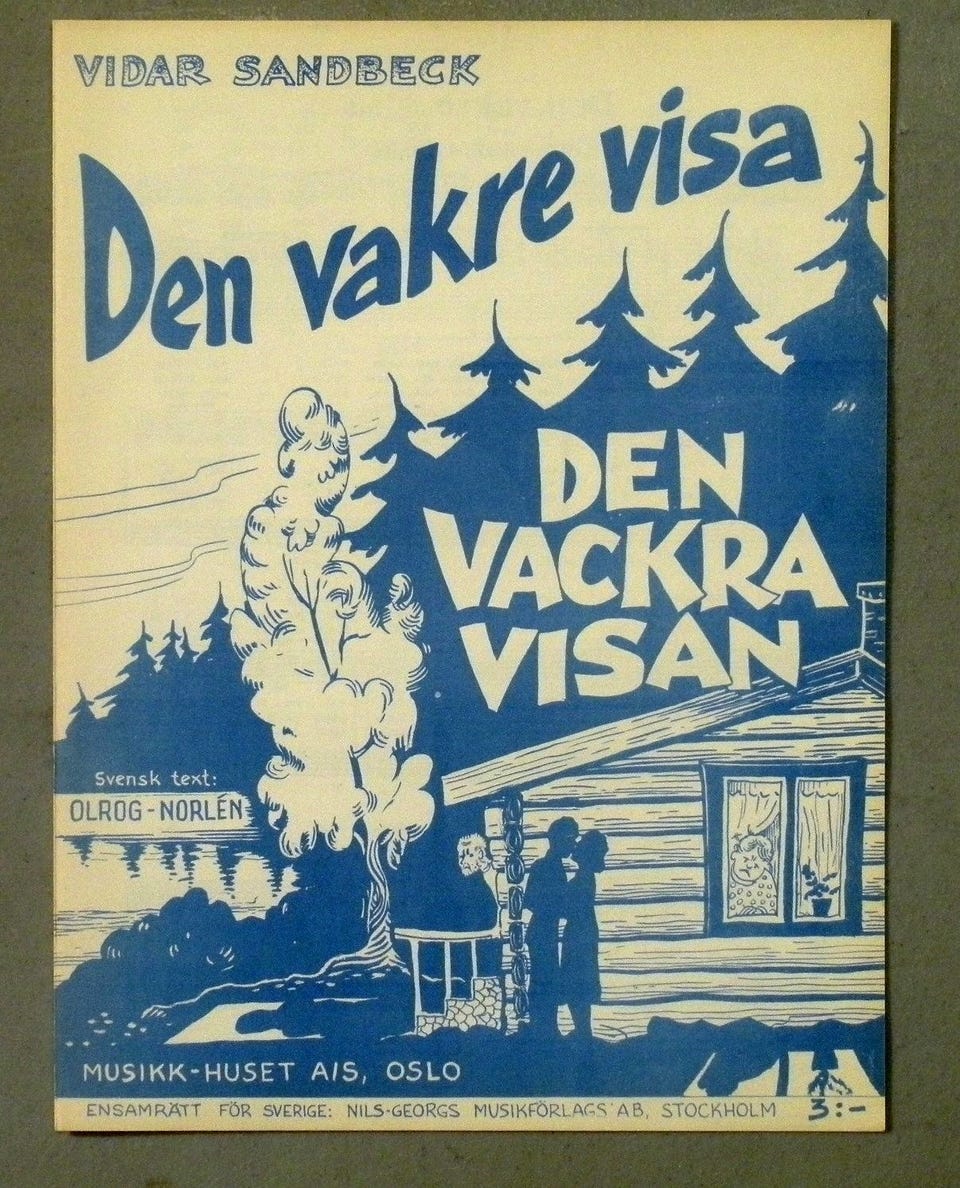 VIDAR SANDBECK
Den vakre visa
DEN
VACKRA
VISAN
Svensk text:
OLROG-NORLÉN
MUSIKK-HUSET A/S, OSLO
ENSAMRÄTT FÖR SVERIGE: NILS-GEORGS MUSIKFÖRLAGS AB, STOCKHOLM 3:-